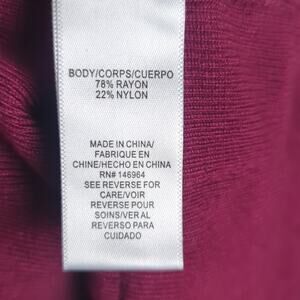 BODY/CORPS/CUERPO
78% RAYON
22% NYLON
MADE IN CHINA/
FABRIQUE EN
CHINE/HECHO EN CHINA
RN# 146964
SEE REVERSE FOR
CARE/VOIR
REVERSE POUR
SOINS/VER AL
REVERSO PARA
CUIDADO